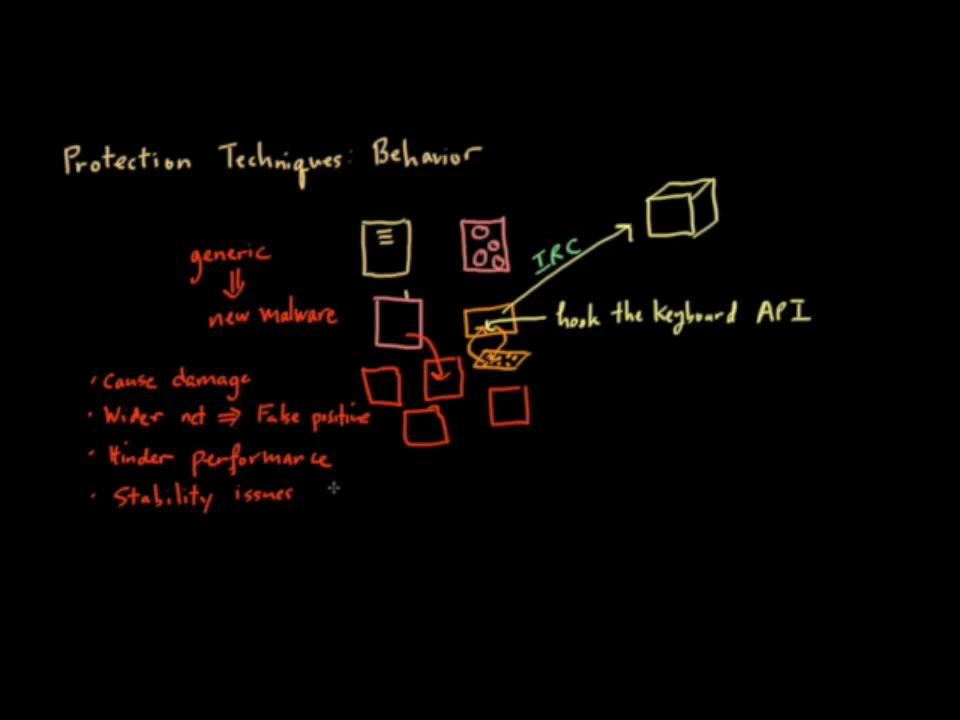 Protection Techniques: Behavior
IRC
generic
new malware
hook the keyboard API
• Cause damage
• Wider net ⇒ False positive
• Hinder performance
• Stability issues